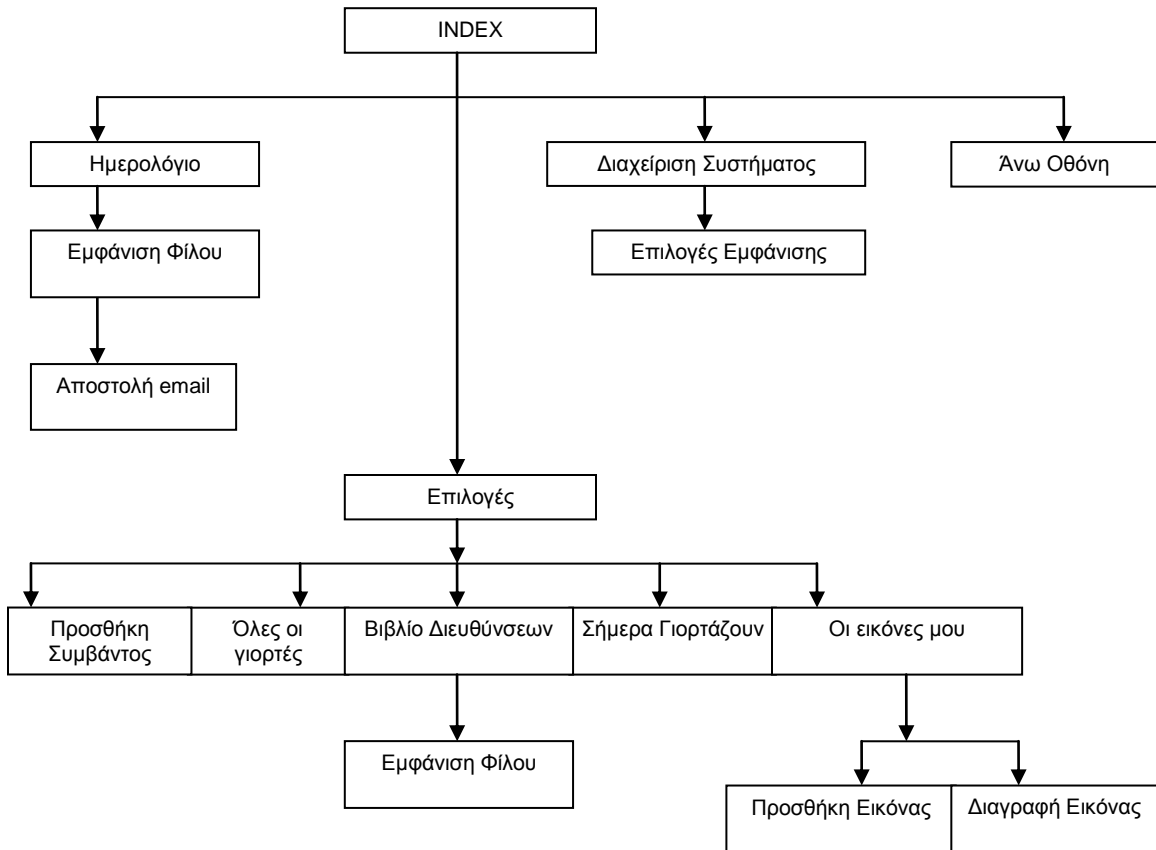 INDEX
Ημερολόγιο
Διαχείριση Συστήματος
Άνω Οθόνη
Εμφάνιση Φίλου
Επιλογές Εμφάνισης
Αποστολή email
Επιλογές
Προσθήκη
Συμβάντος
Όλες οι
γιορτές
Βιβλίο Διευθύνσεων
Σήμερα Γιορτάζουν
Οι εικόνες μου
Εμφάνιση Φίλου
Προσθήκη Εικόνας
Διαγραφή Εικόνας